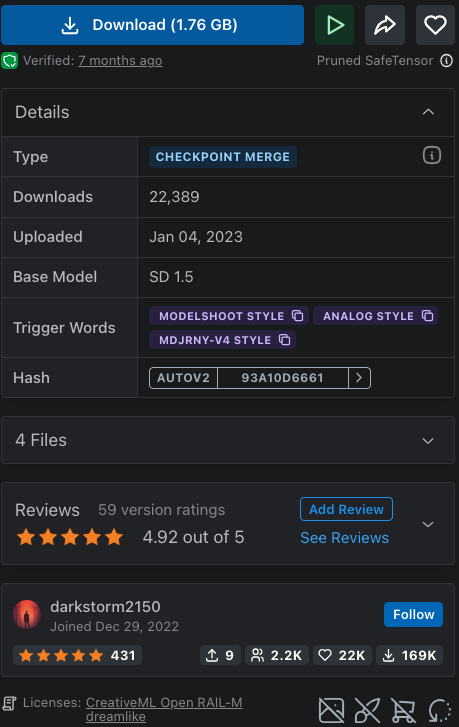 Download (1.76 GB)
Verified: 7 months ago Pruned SafeTensor
Details
Type CHECKPOINT MERGE
Downloads 22,389
Uploaded Jan 04, 2023
Base Model SD 1.5
Trigger Words MODELSHOOT STYLE ANALOG STYLE
MDJRNY-V4 STYLE
Hash AUTOV2 93A10D6661
4 Files
Reviews 59 version ratings Add Review
4.92 out of 5 See Reviews
darkstorm2150
Joined Dec 29, 2022 Follow
431 9 2.2K 22K 169K
Licenses: CreativeML Open RAIL-M
dreamlike